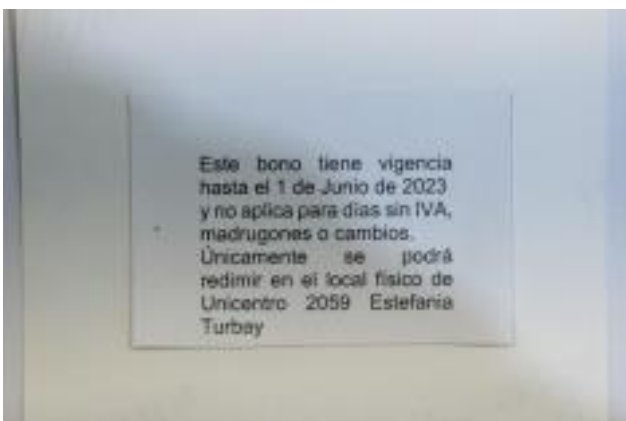 Este bono tiene vigencia
hasta el 1 de Junio de 2023
y no aplica para días sin IVA,
madrugones o cambios.
Únicamente se podrá
redimir en el local físico de
Unicentro 2059 Estefania
Turbay